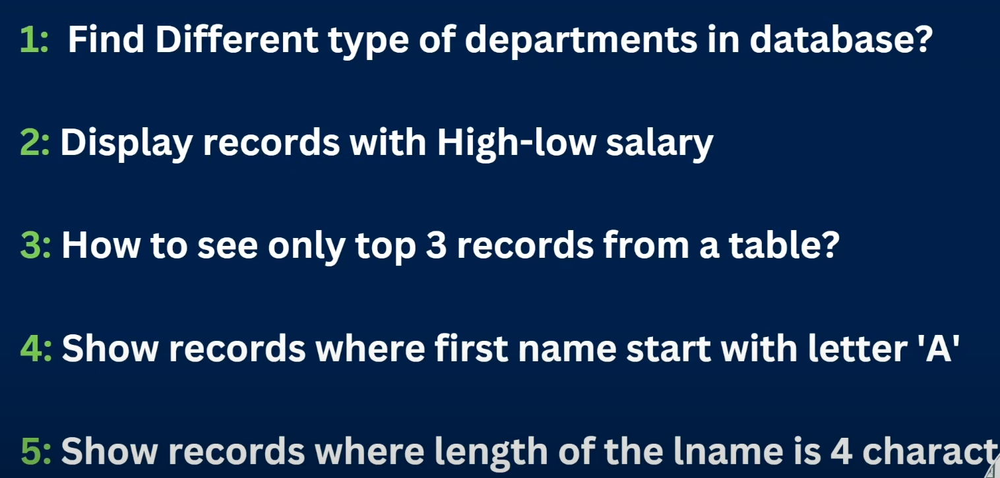 1: Find Different type of departments in database?
2: Display records with High-low salary
3: How to see only top 3 records from a table?
4: Show records where first name start with letter 'A'
5: Show records where length of the lname is 4 charact